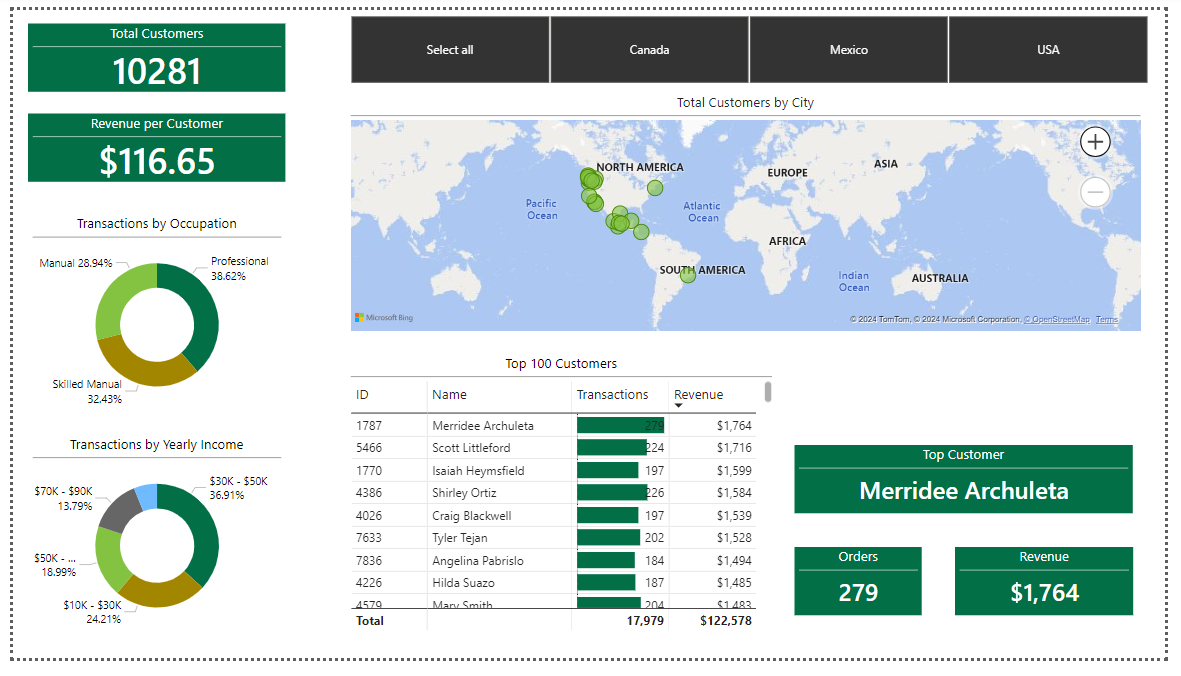 Total Customers
10281
Revenue per Customer
$116.65
Transactions by Occupation
Manual 28.94%
Professional
38.62%
Skilled Manual
32.43%
Transactions by Yearly Income
$30K - $50K
36.91%
$70K - $90K
13.79%
$50K - ...
18.99%
$10K - $30K
24.21%
Select all
Canada
Mexico
USA
Total Customers by City
NORTH AMERICA
EUROPE
ASIA
Pacific
Ocean
Atlantic
Ocean
AFRICA
SOUTH AMERICA
Indian
Ocean
AUSTRALIA
Microsoft Bing
© 2024 TomTom, © 2024 Microsoft Corporation, © OpenStreetMap Terms
Top 100 Customers
ID Name Transactions Revenue
1787 Merridee Archuleta 279 $1,764
5466 Scott Littleford 224 $1,716
1770 Isaiah Heymsfield 197 $1,599
4386 Shirley Ortiz 226 $1,584
4026 Craig Blackwell 197 $1,539
7633 Tyler Tejan 202 $1,528
7836 Angelina Pabrislo 184 $1,494
4226 Hilda Suazo 187 $1,485
4579 Mary Smith 204 $1,483
Total 17,979 $122,578
Top Customer
Merridee Archuleta
Orders
279
Revenue
$1,764